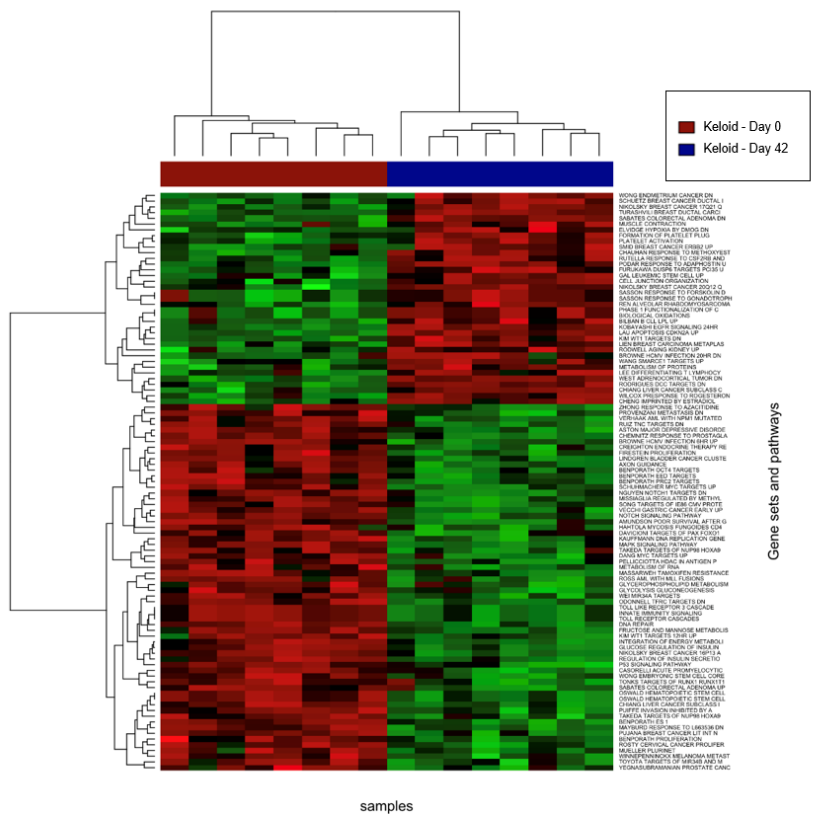 Keloid - Day 0
Keloid - Day 42
WONG ENDMETRIUM CANCER DN
SCHUETZ BREAST CANCER DUCTAL I
NIKOLSKY BREAST CANCER 17Q21 Q
TURASHVILI BREAST DUCTAL CARCI
SABATES COLORECTAL ADENOMA DN
MUSCLE CONTRACTION
ELVIDGE HYPOXIA BY DMOG DN
FORMATION OF PLATELET PLUG
PLATELET ACTIVATION
SMID BREAST CANCER ERBB2 UP
CHAUHAN RESPONSE TO METHOXYEST
RUTELLA RESPONSE TO CSF2RB AND
PODAR RESPONSE TO ADAPHOSTIN U
FURUKAWA DUSP6 TARGETS PCI35 U
GAL LEUKEMIC STEM CELL UP
CELL JUNCTION ORGANIZATION
NIKOLSKY BREAST CANCER 20Q12 Q
SASSON RESPONSE TO FORSKOLIN D
SASSON RESPONSE TO GONADOTROPH
REN ALVEOLAR RHABDOMYOSARCOMA
PHASE 1 FUNCTIONALIZATION OF C
BIOLOGICAL OXIDATIONS
BILBAN B CLL LPL UP
KOBAYASHI EGFR SIGNALING 24HR
LAU APOPTOSIS CDKN2A UP
KIM WT1 TARGETS DN
LIEN BREAST CARCINOMA METAPLAS
RODWELL AGING KIDNEY UP
BROWNE HCMV INFECTION 20HR DN
WANG SMARCE1 TARGETS UP
METABOLISM OF PROTEINS
LEE DIFFERENTIATING T LYMPHOCY
WEST ADRENOCORTICAL TUMOR DN
RODRIGUES DCC TARGETS DN
CHIANG LIVER CANCER SUBCLASS C
WILCOX PRESPONSE TO ROGESTERON
CHENG IMPRINTED BY ESTRADIOL
ZHONG RESPONSE TO AZACITIDINE
PROVENZANI METASTASIS DN
VERHAAK AML WITH NPM1 MUTATED
RUIZ TNC TARGETS DN
ASTON MAJOR DEPRESSIVE DISORDE
CHEMNITZ RESPONSE TO PROSTAGLA
BROWNE HCMV INFECTION 6HR UP
CREIGHTON ENDOCRINE THERAPY RE
FIRESTEIN PROLIFERATION
LINDGREN BLADDER CANCER CLUSTE
AXON GUIDANCE
BENPORATH OCT4 TARGETS
BENPORATH EED TARGETS
BENPORATH PRC2 TARGETS
SCHUHMACHER MYC TARGETS UP
NGUYEN NOTCH1 TARGETS DN
MISSIAGLIA REGULATED BY METHYL
SONG TARGETS OF IE86 CMV PROTE
VECCHI GASTRIC CANCER EARLY UP
NOTCH SIGNALING PATHWAY
AMUNDSON POOR SURVIVAL AFTER G
HAHTOLA MYCOSIS FUNGOIDES CD4
DAVICIONI TARGETS OF PAX FOXO1
KAUFFMANN DNA REPLICATION GENE
MAPK SIGNALING PATHWAY
TAKEDA TARGETS OF NUP98 HOXA9
DANG MYC TARGETS UP
PELLICCIOTTA HDAC IN ANTIGEN P
METABOLISM OF RNA
MASSARWEH TAMOXIFEN RESISTANCE
ROSS AML WITH MLL FUSIONS
GLYCEROPHOSPHOLIPID METABOLISM
GLYCOLYSIS GLUCONEOGENESIS
WEI MIR34A TARGETS
ODONNELL TFRC TARGETS DN
TOLL LIKE RECEPTOR 3 CASCADE
INNATE IMMUNITY SIGNALING
TOLL RECEPTOR CASCADES
DNA REPAIR
FRUCTOSE AND MANNOSE METABOLIS
KIM WT1 TARGETS 12HR UP
INTEGRATION OF ENERGY METABOLI
GLUCOSE REGULATION OF INSULIN
NIKOLSKY BREAST CANCER 16P13 A
REGULATION OF INSULIN SECRETIO
P53 SIGNALING PATHWAY
CASORELLI ACUTE PROMYELOCYTIC
WONG EMBRYONIC STEM CELL CORE
TONKS TARGETS OF RUNX1 RUNX1T1
SABATES COLORECTAL ADENOMA UP
OSWALD HEMATOPOIETIC STEM CELL
OSWALD HEMATOPOIETIC STEM CELL
CHIANG LIVER CANCER SUBCLASS I
PUIFFE INVASION INHIBITED BY A
TAKEDA TARGETS OF NUP98 HOXA9
BENPORATH ES 1
MAYBURD RESPONSE TO L663536 DN
PUJANA BREAST CANCER LIT INT N
BENPORATH PROLIFERATION
ROSTY CERVICAL CANCER PROLIFER
MUELLER PLURINET
WINNEPENNINCKX MELANOMA METAST
TOYOTA TARGETS OF MIR34B AND M
YEGNASUBRAMANIAN PROSTATE CANC
Gene sets and pathways
samples